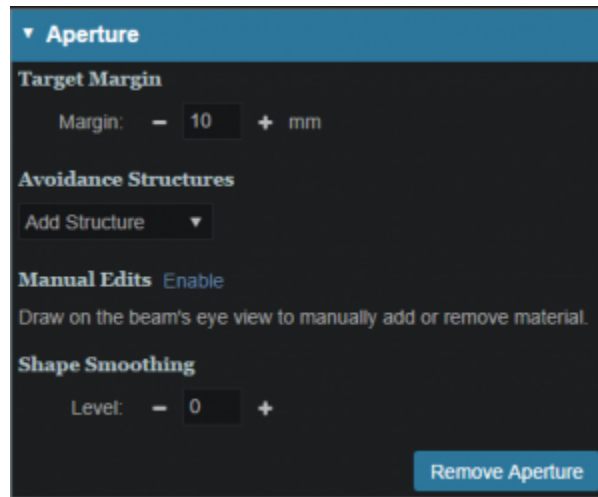 Aperture
Target Margin
Margin: − 10 + mm
Avoidance Structures
Add Structure
Manual Edits Enable
Draw on the beam's eye view to manually add or remove material.
Shape Smoothing
Level: − 0 +
Remove Aperture